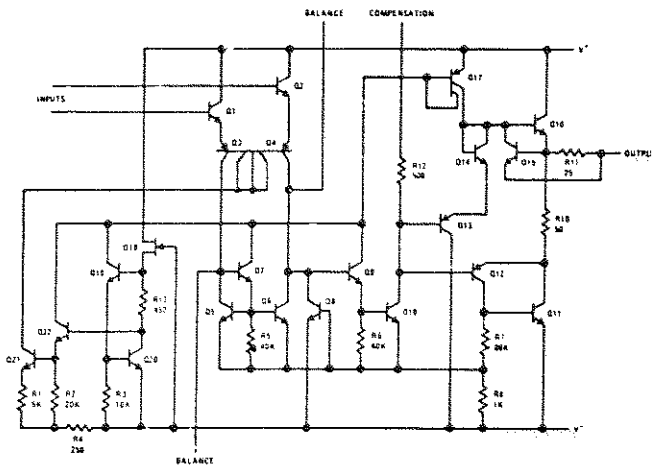 BALANCE COMPENSATION
V+
Q2
Q17
INPUTS
Q1
Q16
Q3 Q4
R11
25
OUTPUT
Q14
Q15
R12
R10
50
Q13
Q18
Q19
Q7
Q9
Q12
R13
Q5
Q6
Q8
Q10
Q11
Q22
R5
40K
R6
40K
R7
Q21
Q20
R1
5K
R2
20K
R3
10K
R8
1K
R4
250
V-
BALANCE